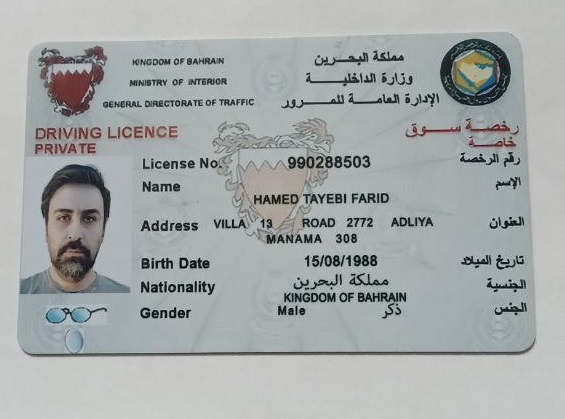 KINGDOM OF BAHRAIN مملكة البحرين
MINISTRY OF INTERIOR وزارة الداخلية
GENERAL DIRECTORATE OF TRAFFIC الإدارة العامة للمرور
DRIVING LICENCE رخصة سوق
PRIVATE خاصة
License No. 990288503 رقم الرخصة
Name الإسم
HAMED TAYEBI FARID
Address VILLA 13 ROAD 2772 ADLIYA العنوان
MANAMA 308
Birth Date 15/08/1988 تاريخ الميلاد
Nationality مملكة البحرين الجنسية
KINGDOM OF BAHRAIN
Gender Male ذكر الجنس